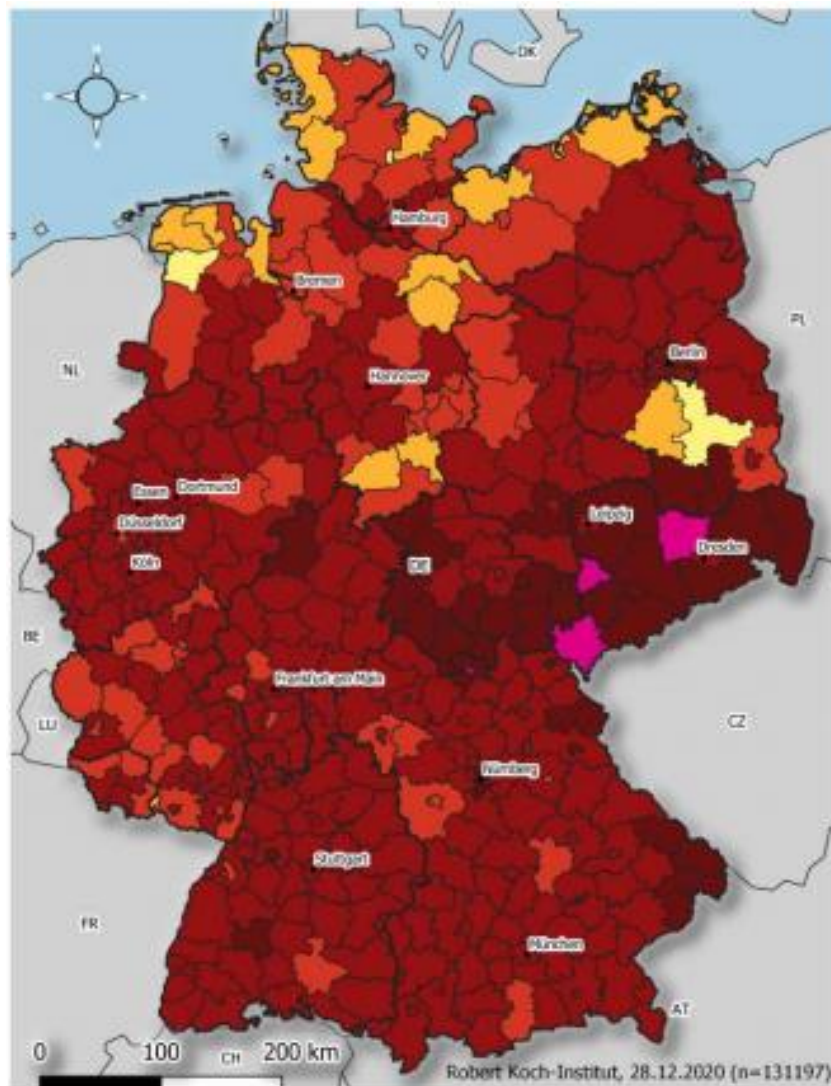 DK
Hamburg
Bremen
PL
Berlin
NL
Hannover
Essen
Dortmund
Düsseldorf
Leipzig
Dresden
Köln
DE
BE
Frankfurt am Main
LU
CZ
Nürnberg
Stuttgart
FR
München
AT
0 100 200 km
CH
Robert Koch-Institut, 28.12.2020 (n=131197)